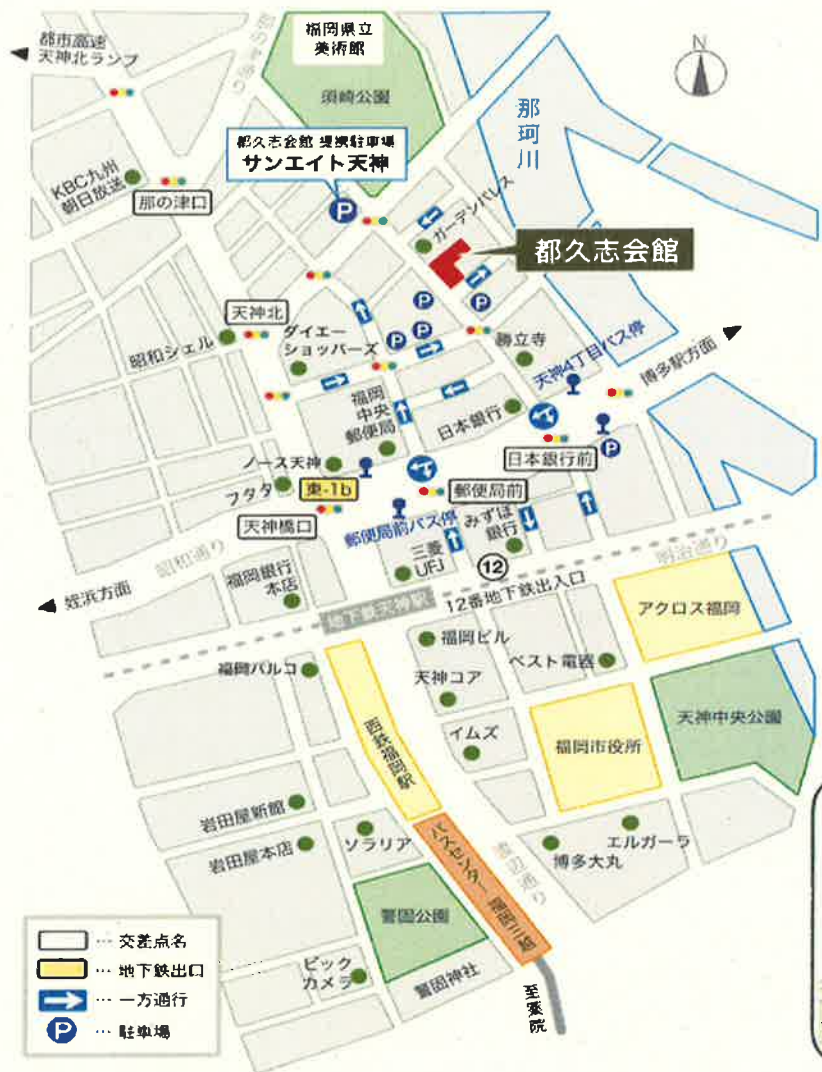 都市高速
天神北ランプ
福岡県立
美術館
須崎公園
N
那珂川
都久志会館 提携駐車場
サンエイト天神
P
KBC九州
朝日放送
那の津口
ガーデンパレス
都久志会館
P
P
P
P
天神北
昭和シェル
ダイエー
ショッパーズ
勝立寺
天神4丁目バス停
博多駅方面
福岡
中央
郵便局
日本銀行
日本銀行前
P
ノース天神
フタタ
東-1b
郵便局前
天神橋口
郵便局前バス停
みずほ
銀行
昭和通り
三菱
UFJ
12
明治通り
福岡銀行
本店
姪浜方面
地下鉄天神駅
12番地下鉄出入口
アクロス福岡
福岡ビル
ベスト電器
福岡パルコ
天神コア
天神中央公園
西鉄福岡駅
イムズ
福岡市役所
岩田屋新館
岩田屋本店
ソラリア
バスセンター 福岡三越
渡辺通り
博多大丸
エルガーラ
警固公園
ビック
カメラ
警固神社
至薬院
… 交差点名
… 地下鉄出口
… 一方通行
P … 駐車場